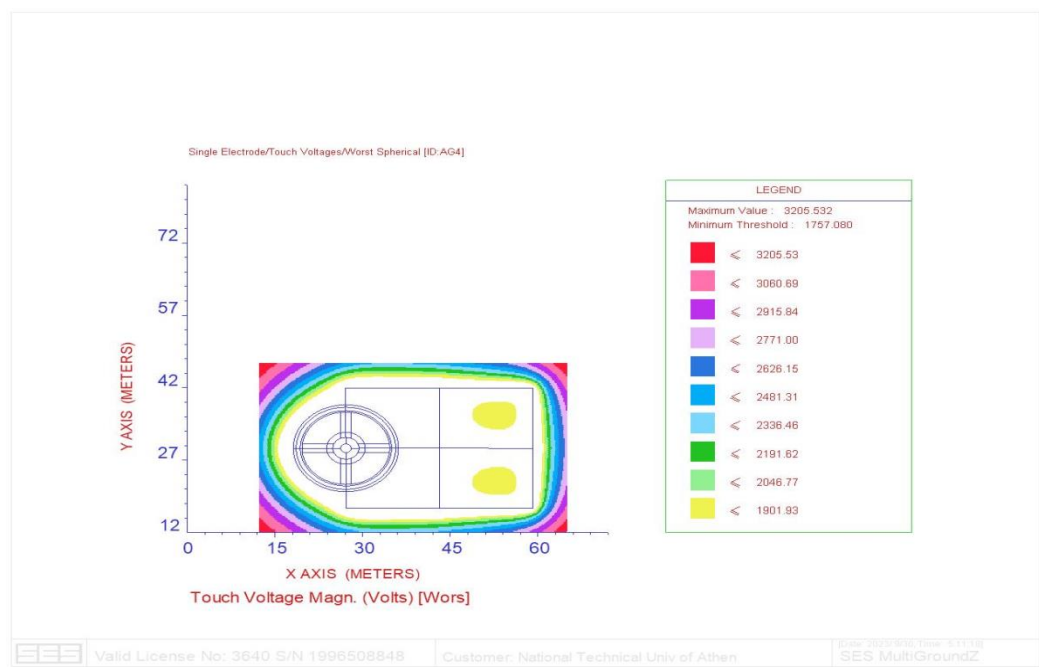 Single Electrode/Touch Voltages/Worst Spherical [ID:AG4]
LEGEND
Maximum Value : 3205.532
Minimum Threshold : 1757.080
⩽ 3205.53
⩽ 3060.69
⩽ 2915.84
⩽ 2771.00
⩽ 2626.15
⩽ 2481.31
⩽ 2336.46
⩽ 2191.62
⩽ 2046.77
⩽ 1901.93
Y AXIS (METERS)
72
57
42
27
12
0 15 30 45 60
X AXIS (METERS)
Touch Voltage Magn. (Volts) [Wors]
SES Valid License No: 3640 S/N 1996508848
Customer: National Technical Univ of Athen
SES MultiGroundZ